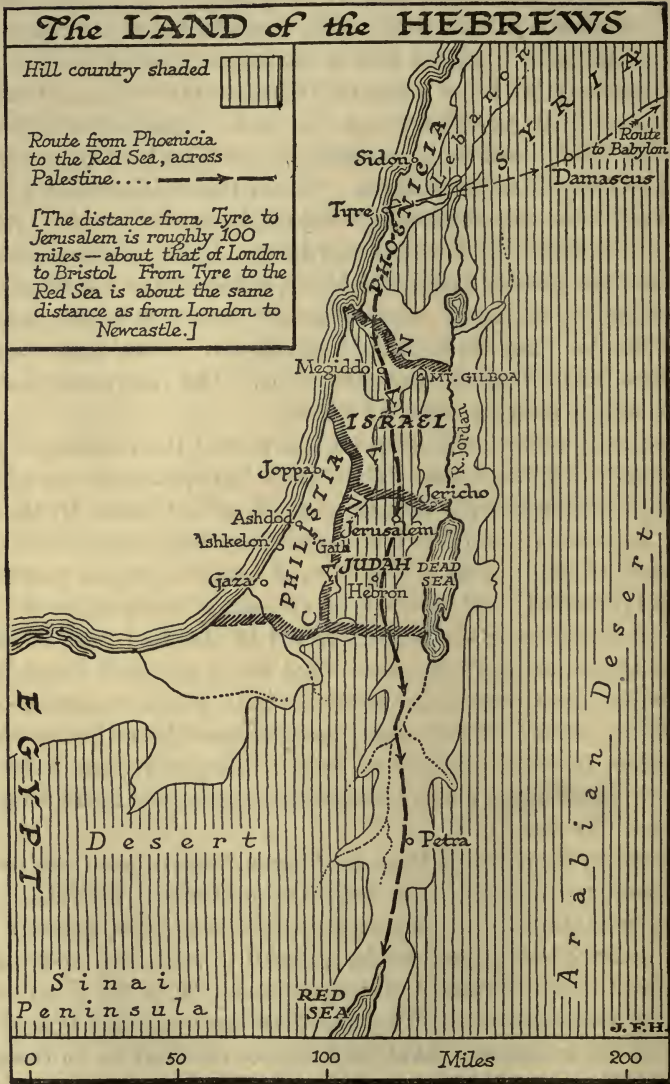 The LAND of the HEBREWS
Hill country shaded
Route from Phoenicia
to the Red Sea, across
Palestine....
[The distance from Tyre to
Jerusalem is roughly 100
miles — about that of London
to Bristol From Tyre to the
Red Sea is about the same
distance as from London to
Newcastle.]
SYRIA
Lebanon
Route
to Babylon
Sidon
Damascus
Tyre
PHOENICIA
Megiddo
MT. GILBOA
CANAAN
ISRAEL
R. Jordan
Joppa
Jericho
PHILISTIA
Ashdod
Jerusalem
Ashkelon
Gath
JUDAH
DEAD
SEA
Gaza
Hebron
EGYPT
Arabian Desert
Desert
Petra
Sinai
Peninsula
RED
SEA
J.F.H.
0 50 100 Miles 200